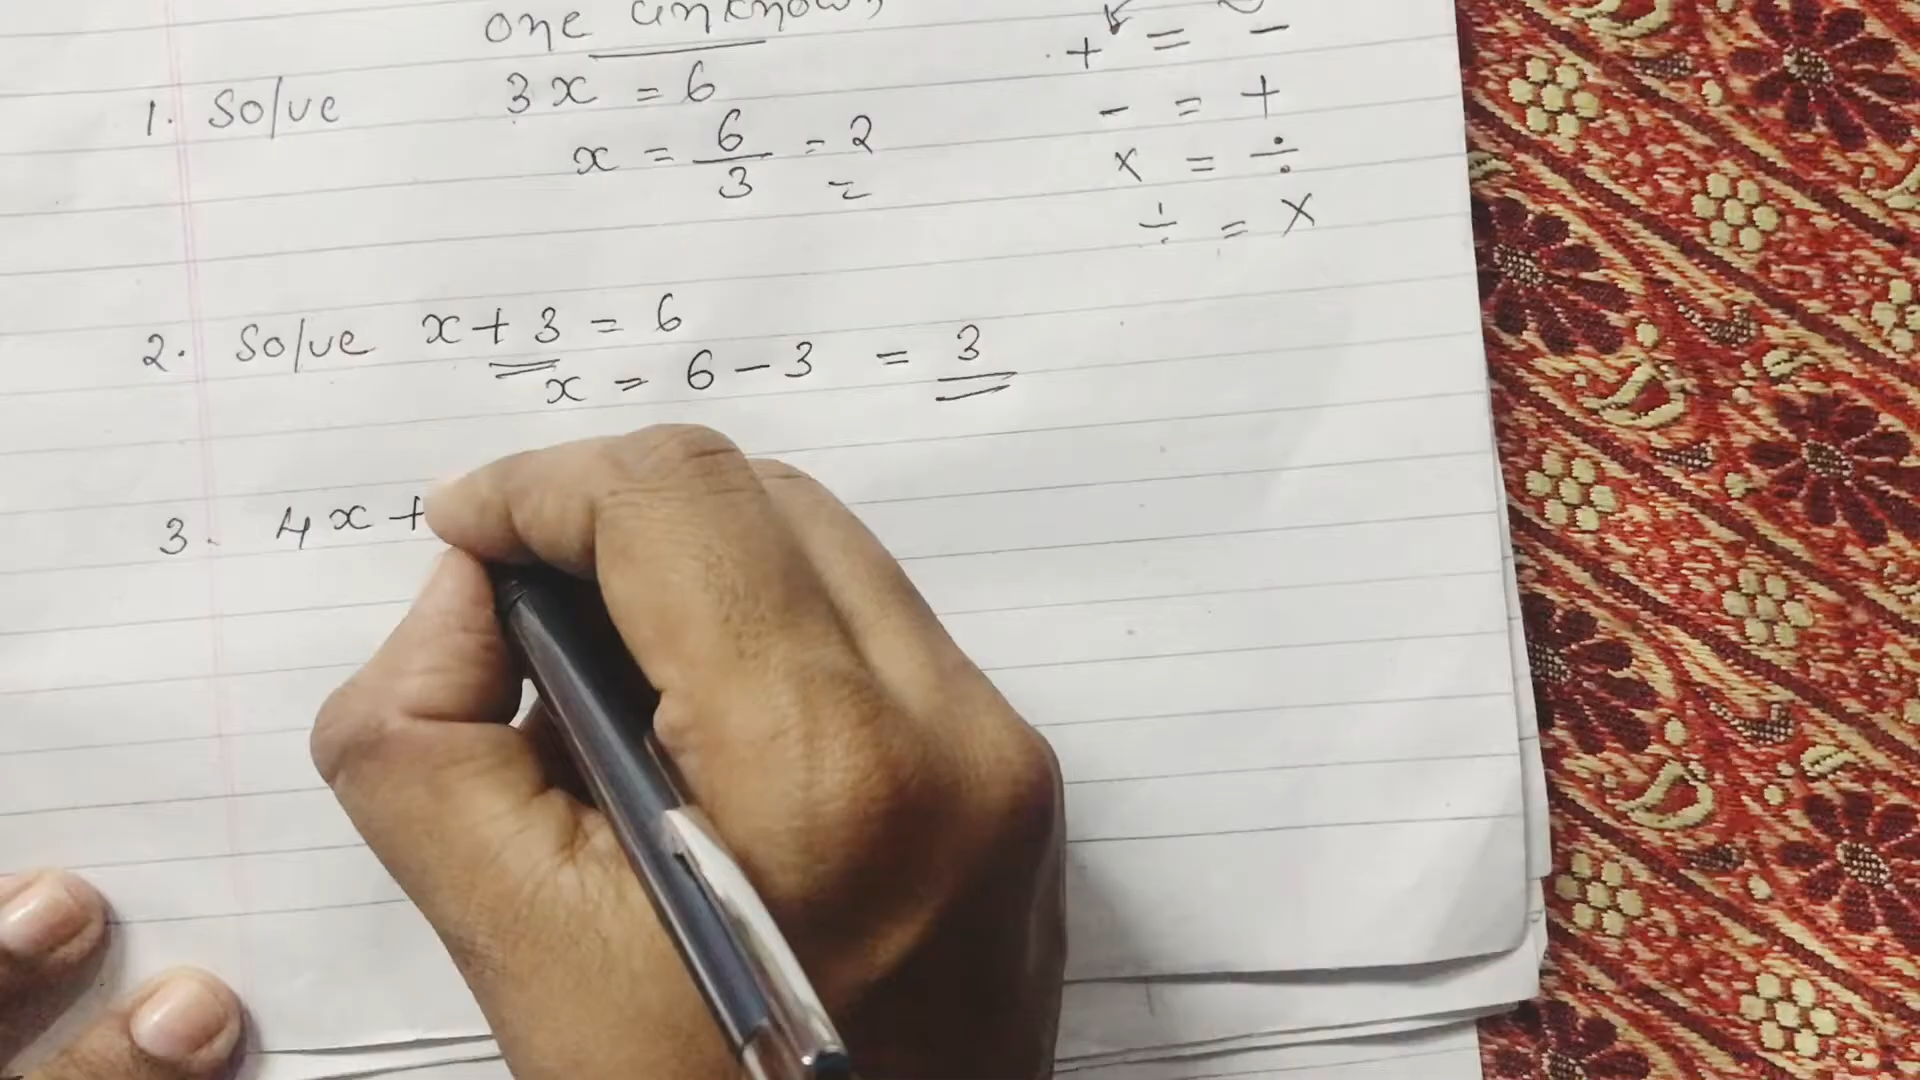 one unknown
1. Solve 3x = 6
x = 6/3 = 2
2. Solve x + 3 = 6
x = 6 - 3 = 3
3. 4x +
+ = -
- = +
× = ÷
÷ = ×